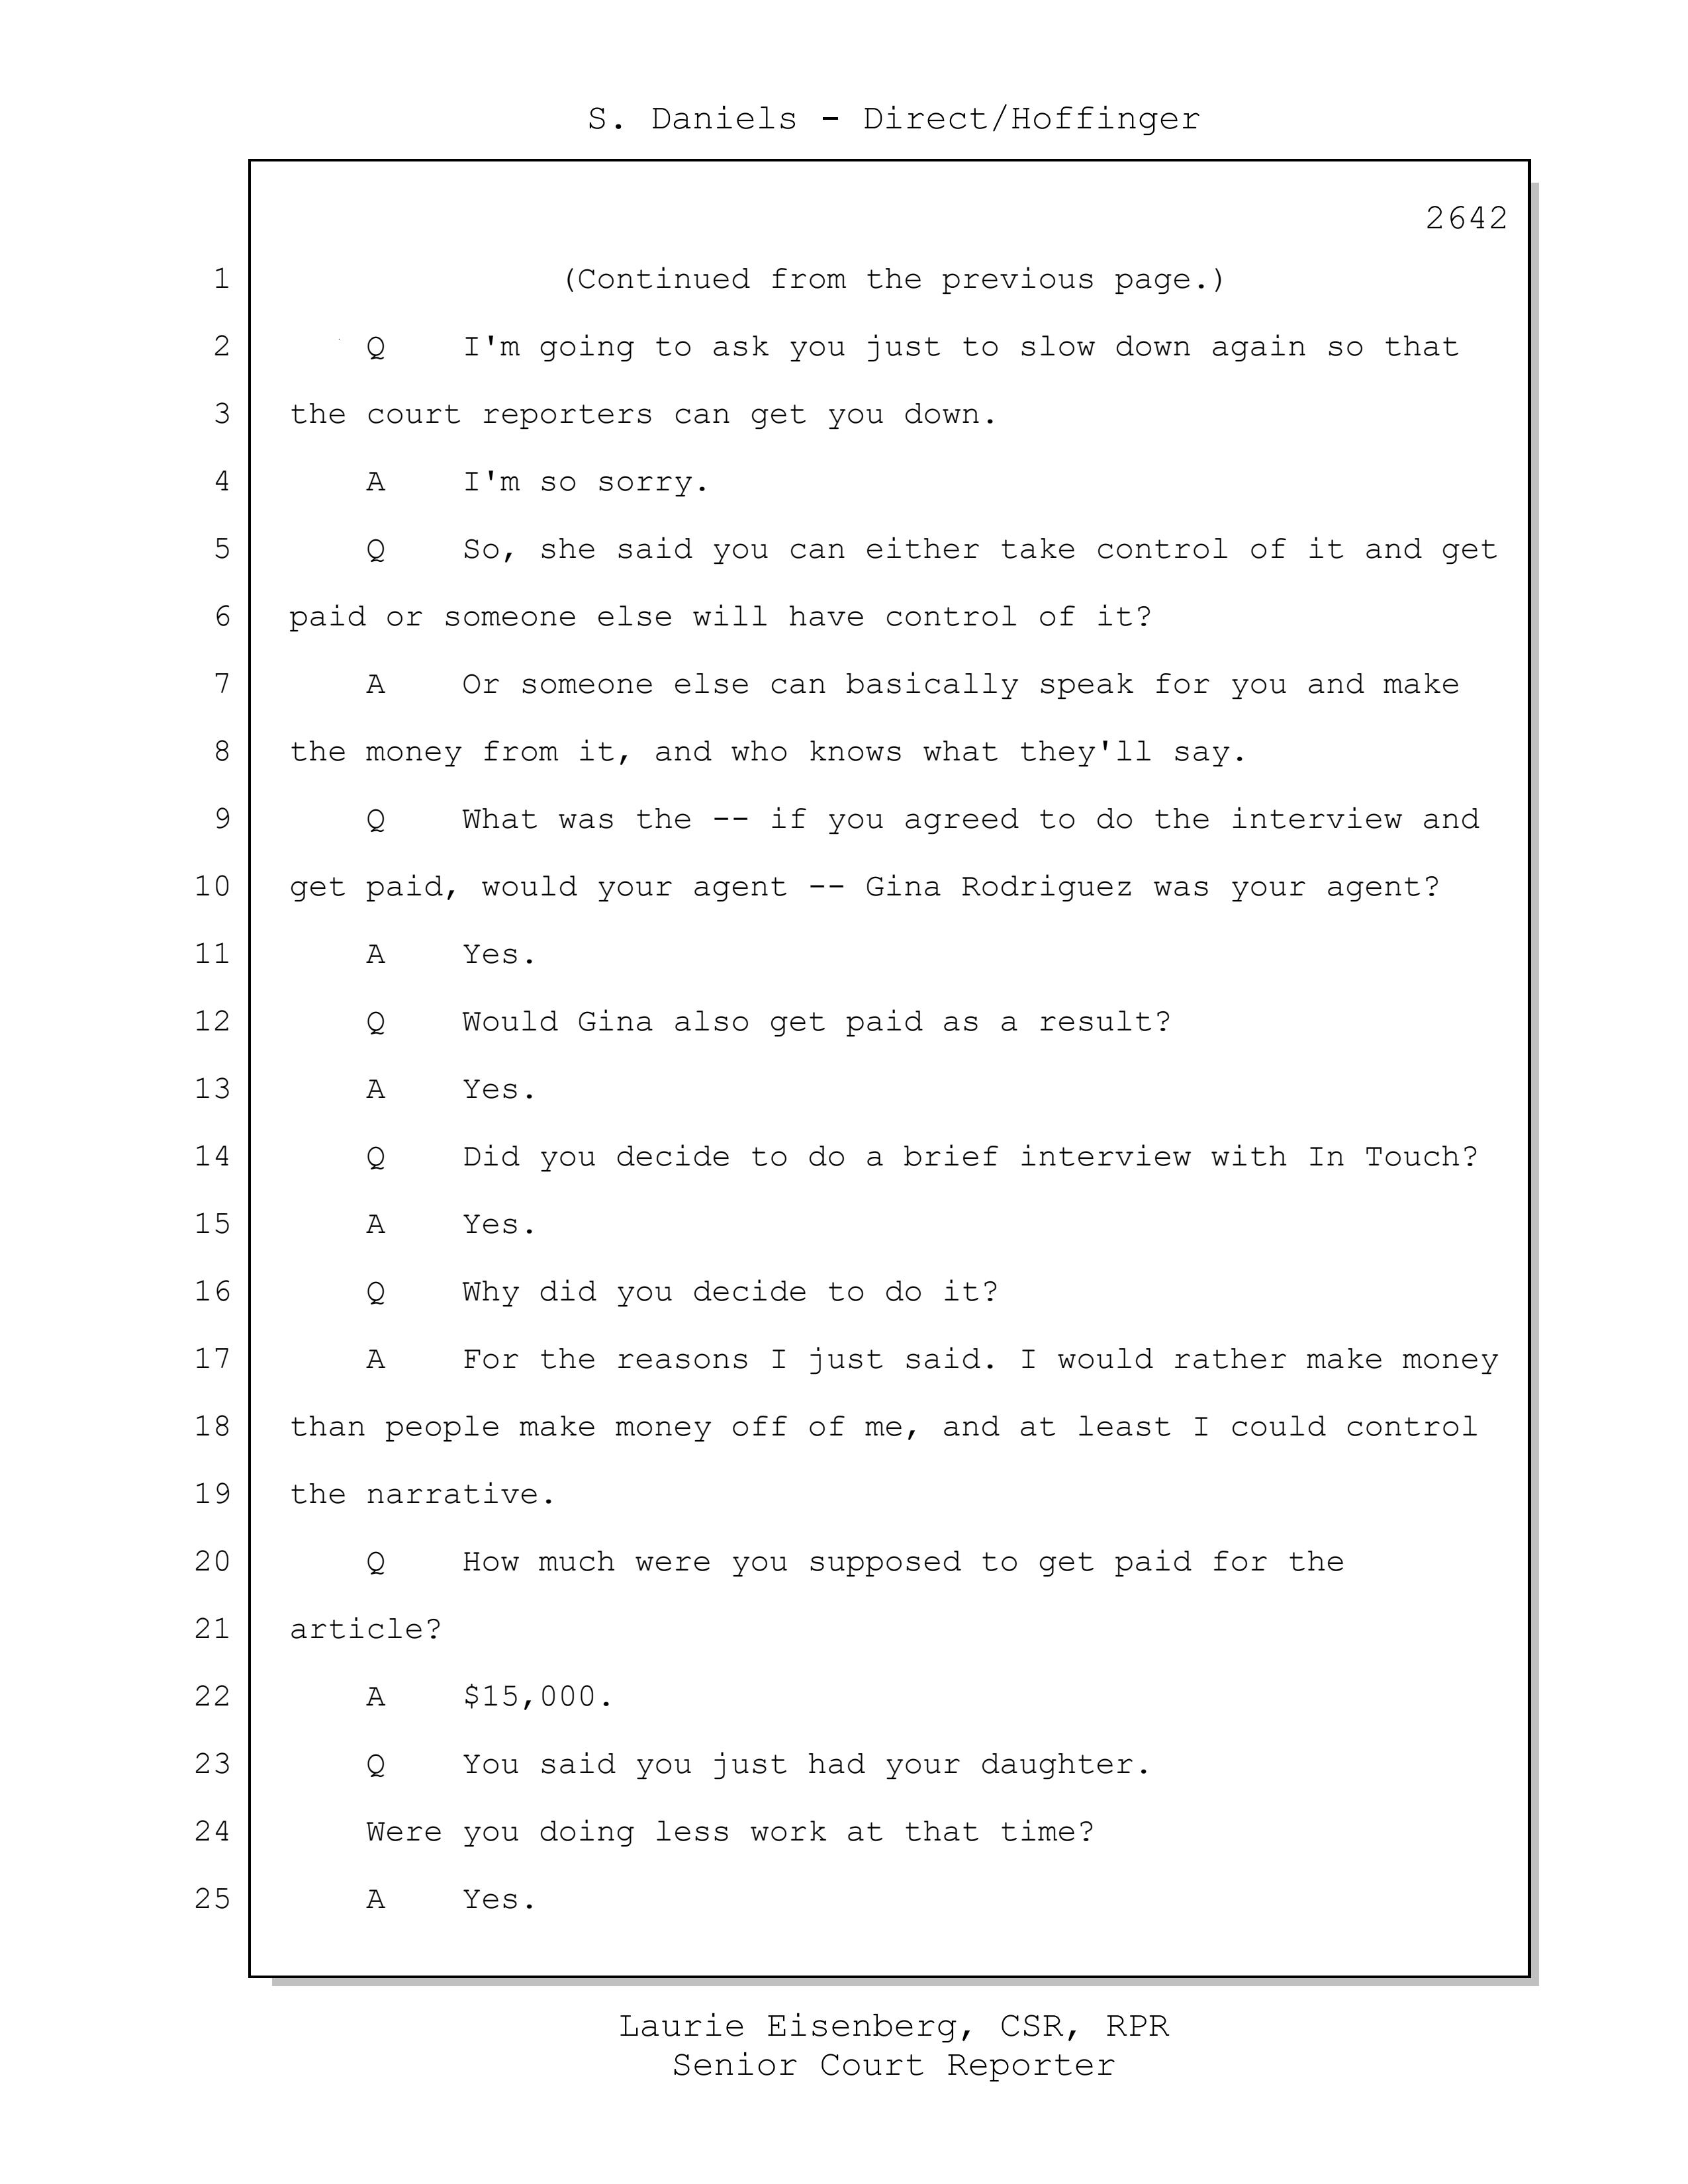 S. Daniels - Direct/Hoffinger
2642
1 (Continued from the previous page.)
2 Q I'm going to ask you just to slow down again so that
3 the court reporters can get you down.
4 A I'm so sorry.
5 Q So, she said you can either take control of it and get
6 paid or someone else will have control of it?
7 A Or someone else can basically speak for you and make
8 the money from it, and who knows what they'll say.
9 Q What was the -- if you agreed to do the interview and
10 get paid, would your agent -- Gina Rodriguez was your agent?
11 A Yes.
12 Q Would Gina also get paid as a result?
13 A Yes.
14 Q Did you decide to do a brief interview with In Touch?
15 A Yes.
16 Q Why did you decide to do it?
17 A For the reasons I just said. I would rather make money
18 than people make money off of me, and at least I could control
19 the narrative.
20 Q How much were you supposed to get paid for the
21 article?
22 A $15,000.
23 Q You said you just had your daughter.
24 Were you doing less work at that time?
25 A Yes.
Laurie Eisenberg, CSR, RPR
Senior Court Reporter